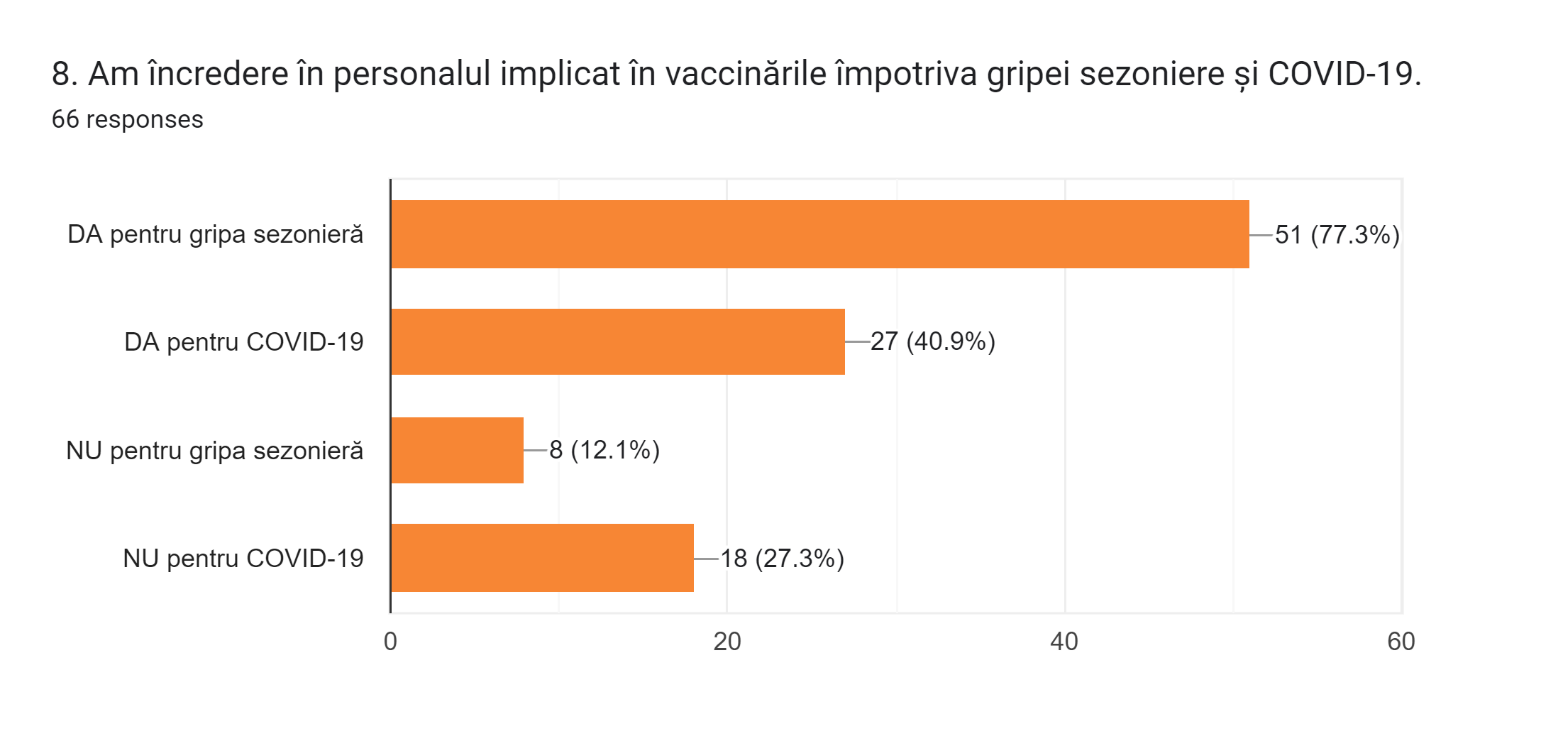 8. Am încredere în personalul implicat în vaccinările împotriva gripei sezoniere și COVID-19.
66 responses
DA pentru gripa sezonieră
51 (77.3%)
DA pentru COVID-19
27 (40.9%)
NU pentru gripa sezonieră
8 (12.1%)
NU pentru COVID-19
18 (27.3%)
0 20 40 60